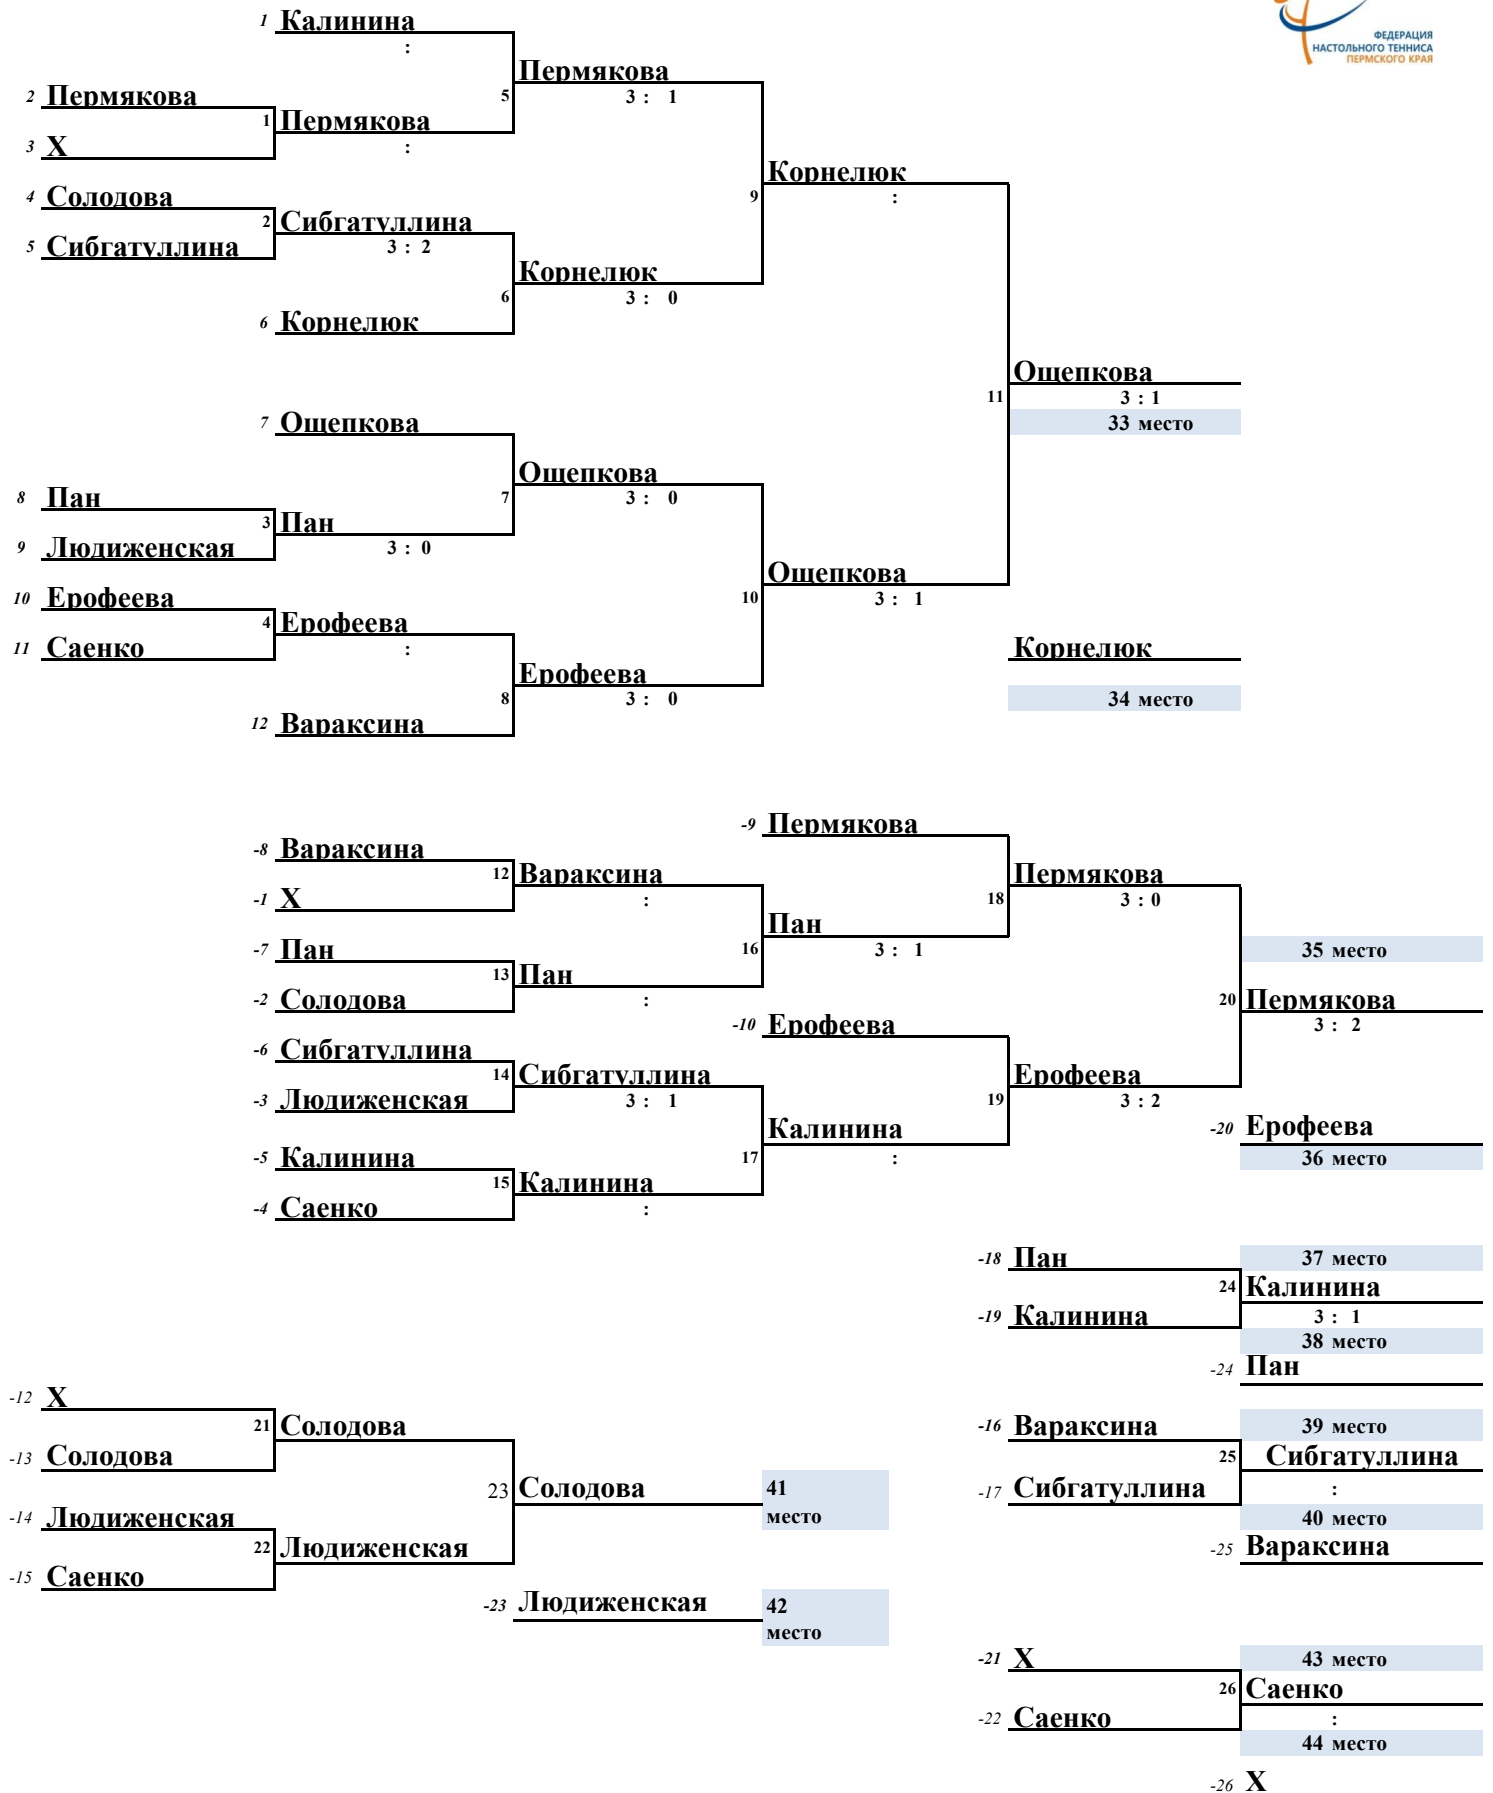 ФЕДЕРАЦИЯ
НАСТОЛЬНОГО ТЕННИСА
ПЕРМСКОГО КРАЯ
1 Калинина
:
Пермякова
2 Пермякова
5
3 : 1
1 Пермякова
3 X
:
Корнелюк
4 Солодова
9
:
2 Сибгатуллина
5 Сибгатуллина
3 : 2
Корнелюк
6
3 : 0
6 Корнелюк
Ощепкова
11
3 : 1
7 Ощепкова
33 место
Ощепкова
8 Пан
7
3 : 0
3 Пан
9 Людиженская
3 : 0
Ощепкова
10 Ерофеева
10
3 : 1
4 Ерофеева
11 Саенко
:
Корнелюк
Ерофеева
8
3 : 0
34 место
12 Вараксина
-9 Пермякова
-8 Вараксина
12 Вараксина
Пермякова
-1 X
:
18
3 : 0
Пан
-7 Пан
16
3 : 1
35 место
13 Пан
-2 Солодова
:
20 Пермякова
-10 Ерофеева
3 : 2
-6 Сибгатуллина
14 Сибгатуллина
Ерофеева
-3 Людиженская
3 : 1
19
3 : 2
Калинина
-20 Ерофеева
-5 Калинина
17
:
36 место
15 Калинина
-4 Саенко
:
-18 Пан
37 место
24 Калинина
-19 Калинина
3 : 1
38 место
-24 Пан
-12 X
21 Солодова
-16 Вараксина
39 место
-13 Солодова
25 Сибгатуллина
23 Солодова
41
место
-17 Сибгатуллина
:
-14 Людиженская
40 место
22 Людиженская
-25 Вараксина
-15 Саенко
-23 Людиженская
42
место
-21 X
43 место
26 Саенко
-22 Саенко
:
44 место
-26 X